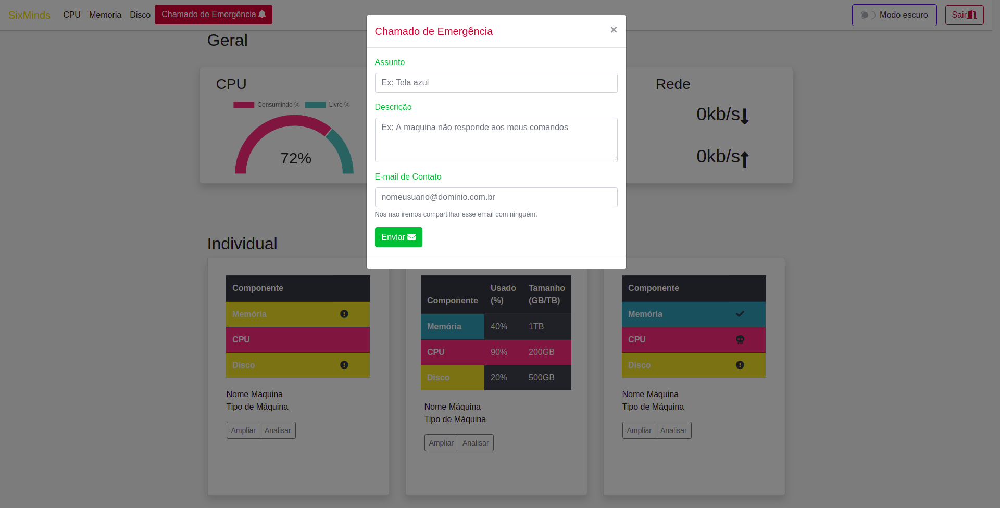 SixMinds CPU Memoria Disco Chamado de Emergência Modo escuro Sair
Chamado de Emergência ×
Assunto
Ex: Tela azul
Descrição
Ex: A maquina não responde aos meus comandos
E-mail de Contato
nomeusuario@dominio.com.br
Nós não iremos compartilhar esse email com ninguém.
Enviar
Geral
CPU
Consumindo % Livre %
72%
Rede
0kb/s
0kb/s
Individual
Componente
Memória
CPU
Disco
Nome Máquina
Tipo de Máquina
Ampliar Analisar
Componente Usado (%) Tamanho (GB/TB)
Memória 40% 1TB
CPU 90% 200GB
Disco 20% 500GB
Nome Máquina
Tipo de Máquina
Ampliar Analisar
Componente
Memória
CPU
Disco
Nome Máquina
Tipo de Máquina
Ampliar Analisar